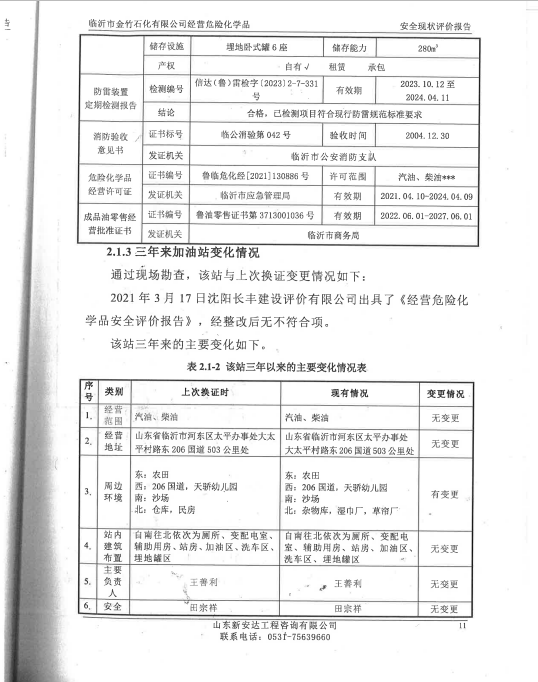 临沂市金竹石化有限公司经营危险化学品 安全现状评价报告
储存设施 埋地卧式罐 6 座 储存能力 280m³
产权 自有√ 租赁 承包
防雷装置定期检测报告 检测编号 信达（鲁）雷检字[2023]2-7-331号 有效期 2023.10.12 至 2024.04.11
结论 合格，已检测项目符合现行防雷规范标准要求
消防验收意见书 证书标号 临公消验第 042 号 验收时间 2004.12.30
发证机关 临沂市公安消防支队
危险化学品经营许可证 证书编号 鲁临危化经[2021]130886 号 许可范围 汽油、柴油***
发证机关 临沂市应急管理局 有效期 2021.04.10-2024.04.09
成品油零售经营批准证书 证书编号 鲁油零售证书第 3713001036 号 有效期 2022.06.01-2027.06.01
发证机关 临沂市商务局
2.1.3 三年来加油站变化情况
通过现场勘查，该站与上次换证变更情况如下：
2021 年 3 月 17 日沈阳长丰建设评价有限公司出具了《经营危险化
学品安全评价报告》，经整改后无不符合项。
该站三年来的主要变化如下。
表 2.1-2 该站三年以来的主要变化情况表
序号 类别 上次换证时 现有情况 变更情况
1. 经营范围 汽油、柴油 汽油、柴油 无变更
2. 经营地址 山东省临沂市河东区太平办事处大太平村路东 206 国道 503 公里处 山东省临沂市河东区太平办事处大太平村路东 206 国道 503 公里处 无变更
3. 周边环境 东：农田 西：206 国道，天骄幼儿园 南：沙场 北：仓库，民房 东：农田 西：206 国道，天骄幼儿园 南：沙场 北：杂物库，湿巾厂，草帘厂 有变更
4. 站内建筑布置 自南往北依次为厕所、变配电室、辅助用房、站房、加油区、洗车区、埋地罐区 自南往北依次为厕所、变配电室、辅助用房、站房、加油区、洗车区、埋地罐区 无变更
5. 主要负责人 王善利 王善利 无变更
6. 安全 田宗祥 田宗祥 无变更
山东新安达工程咨询有限公司 11
联系电话：0531-75639660